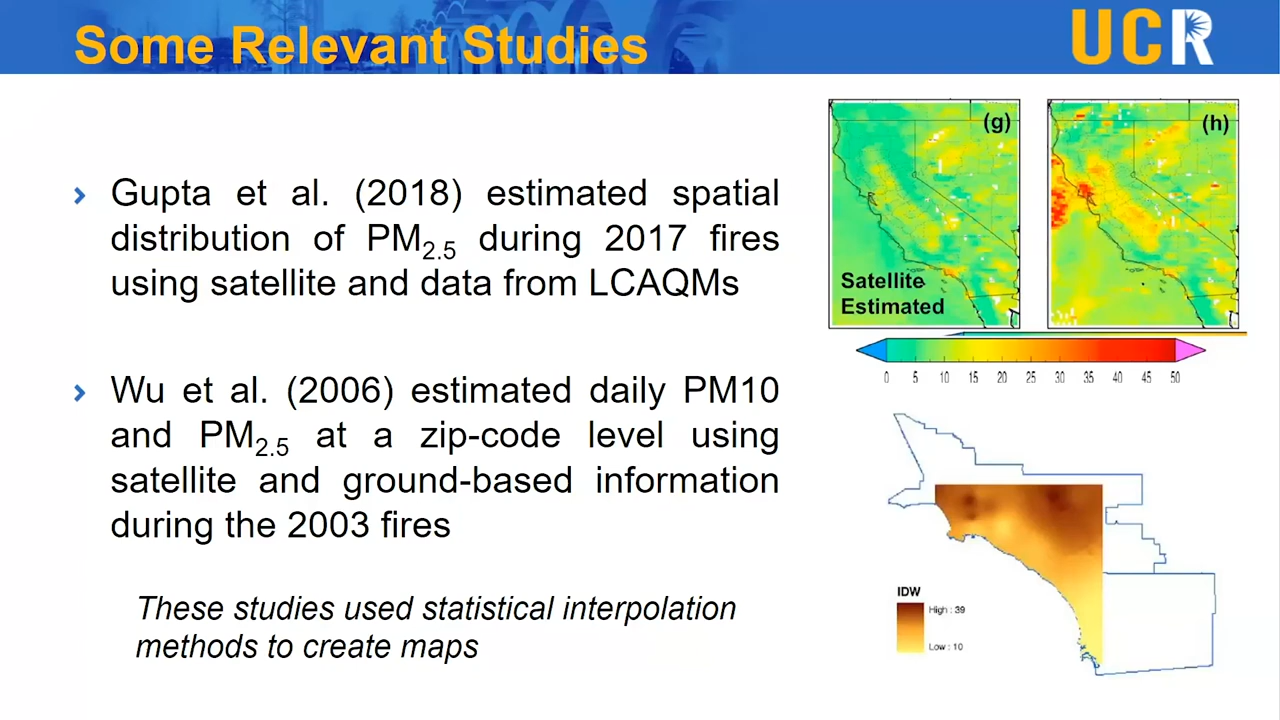 Some Relevant Studies
UCR
Gupta et al. (2018) estimated spatial
distribution of PM2.5 during 2017 fires
using satellite and data from LCAQMs
Wu et al. (2006) estimated daily PM10
and PM2.5 at a zip-code level using
satellite and ground-based information
during the 2003 fires
These studies used statistical interpolation
methods to create maps
(g)
(h)
Satellite
Estimated
0 5 10 15 20 25 30 35 40 45 50
IDW
High : 39
Low : 10